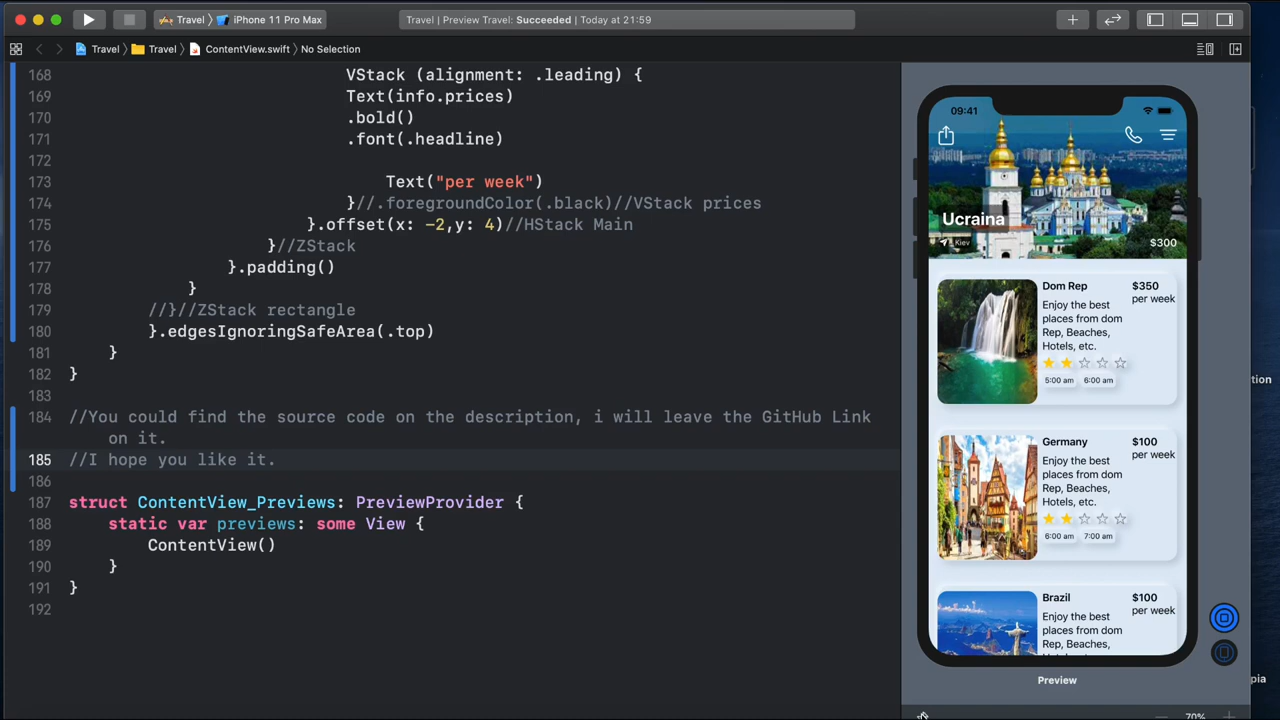 Travel
iPhone 11 Pro Max
Travel | Preview Travel: Succeeded | Today at 21:59
Travel
Travel
ContentView.swift
No Selection
168 VStack (alignment: .leading) {
169 Text(info.prices)
170 .bold()
171 .font(.headline)
172
173 Text("per week")
174 }//.foregroundColor(.black)//VStack prices
175 }.offset(x: -2,y: 4)//HStack Main
176 }//ZStack
177 }.padding()
178 }
179 //}//ZStack rectangle
180 }.edgesIgnoringSafeArea(.top)
181 }
182 }
183
184 //You could find the source code on the description, i will leave the GitHub Link
on it.
185 //I hope you like it.
186
187 struct ContentView_Previews: PreviewProvider {
188 static var previews: some View {
189 ContentView()
190 }
191 }
192
09:41
Ucraina
Kiev
$300
Dom Rep
$350
per week
Enjoy the best
places from dom
Rep, Beaches,
Hotels, etc.
5:00 am 6:00 am
Germany
$100
per week
Enjoy the best
places from dom
Rep, Beaches,
Hotels, etc.
6:00 am 7:00 am
Brazil
$100
per week
Enjoy the best
places from dom
Rep, Beaches,
Preview
70%
tion
pia